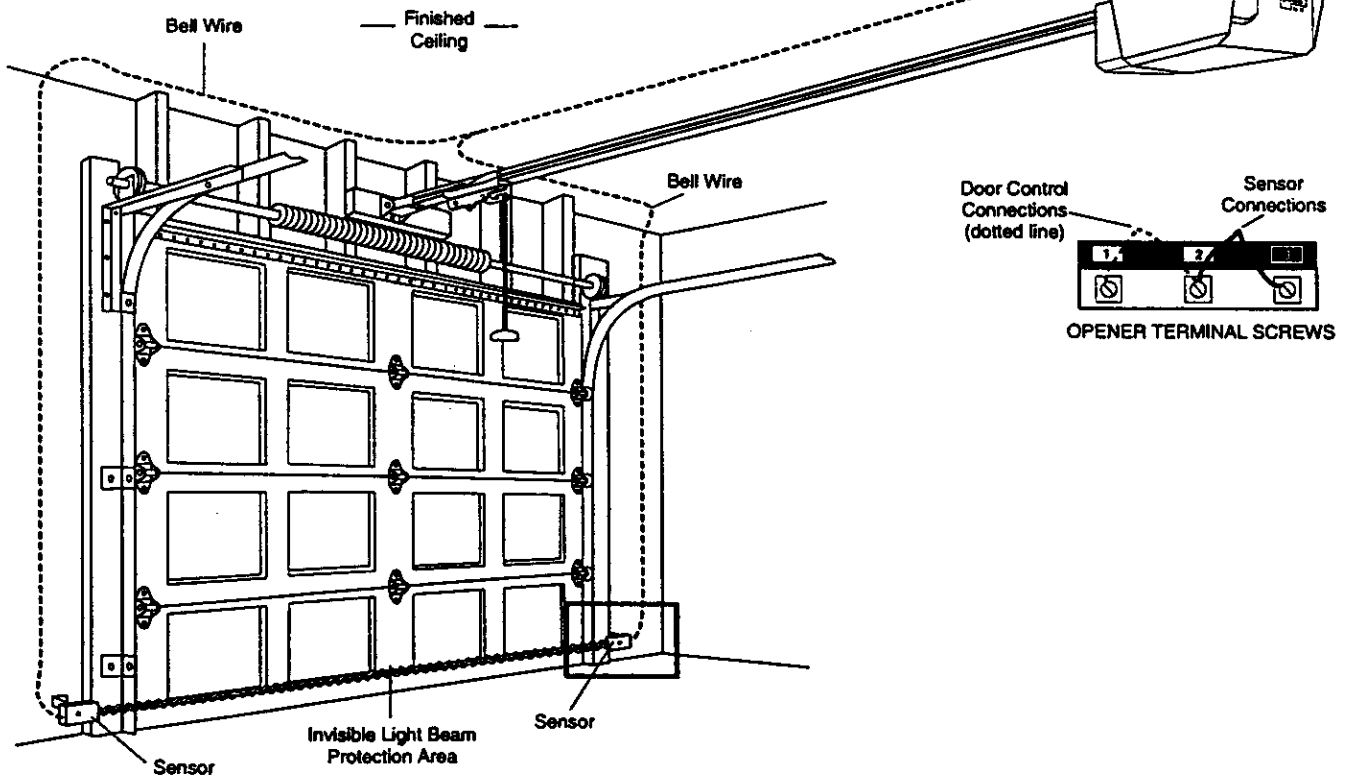 Finished
Ceiling
Bell Wire
Bell Wire
Door Control
Connections
(dotted line)
Sensor
Connections
1
2
OPENER TERMINAL SCREWS
Sensor
Invisible Light Beam
Protection Area
Sensor